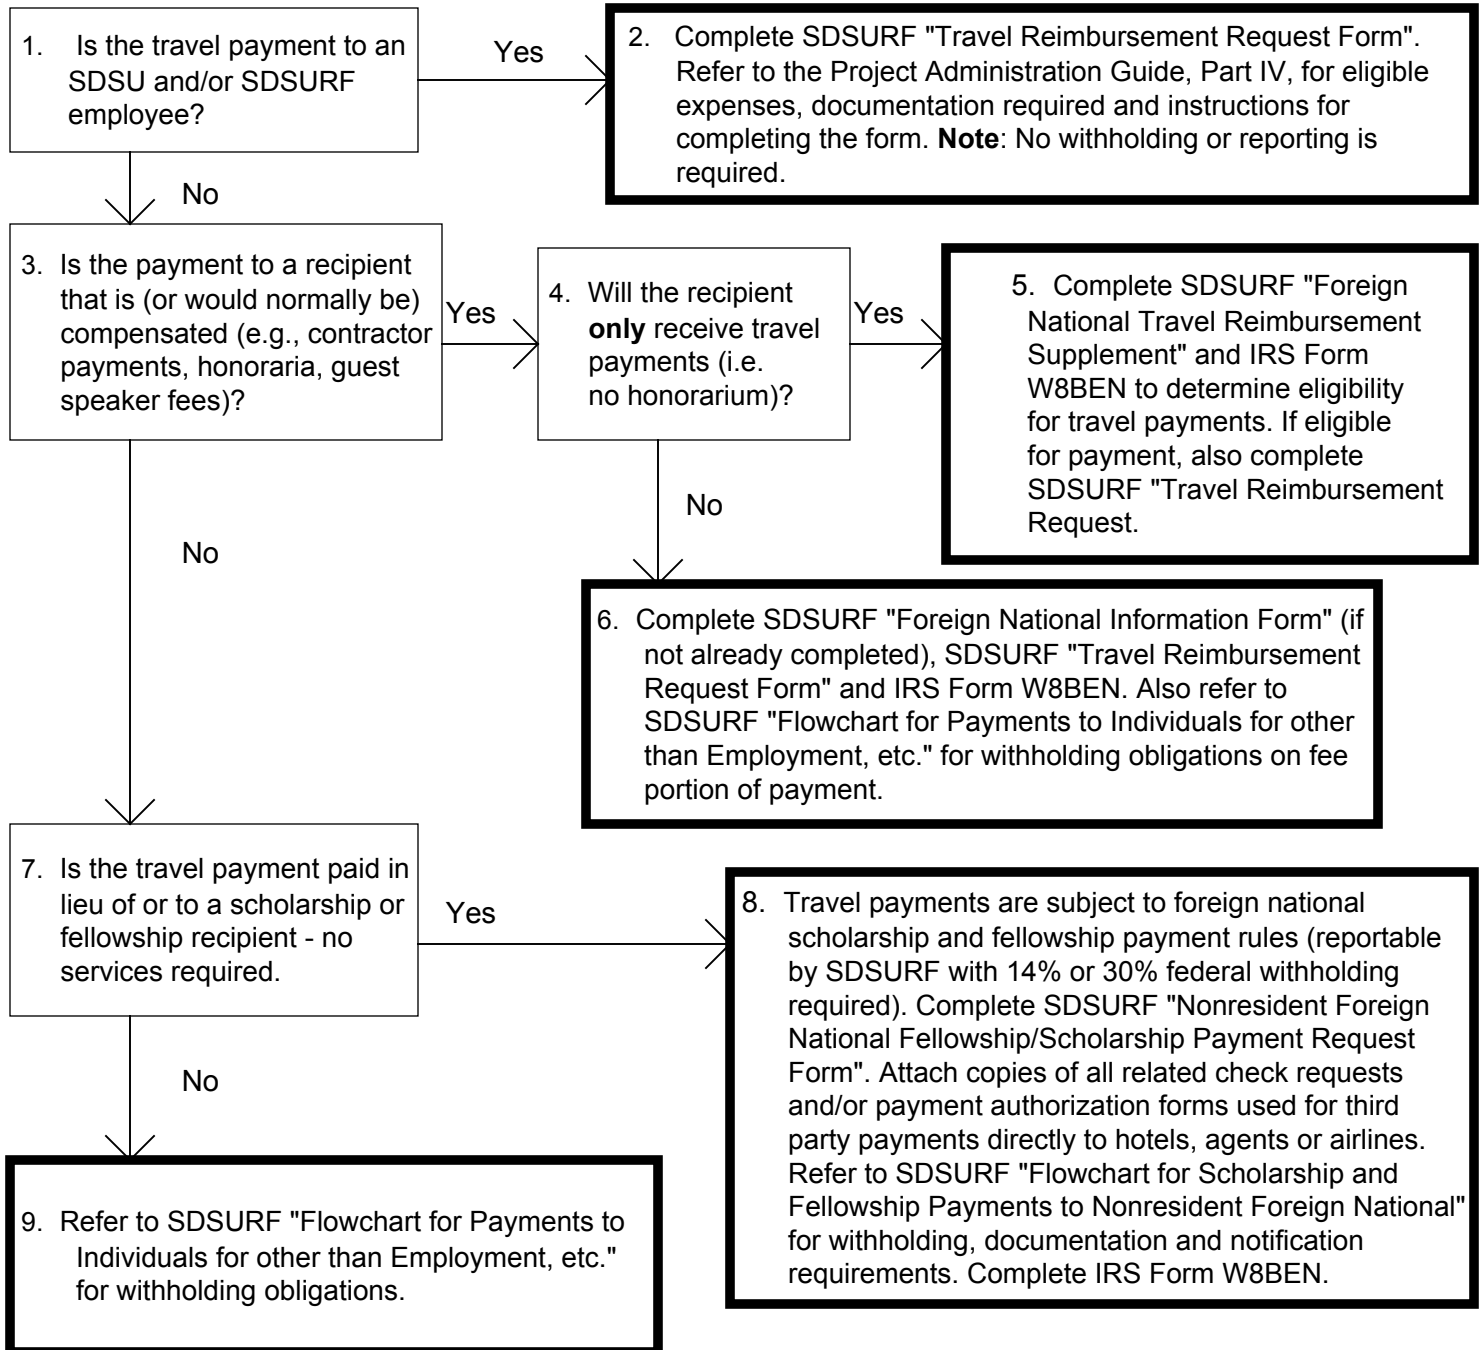 1. Is the travel payment to an
SDSU and/or SDSURF
employee?
Yes
2. Complete SDSURF "Travel Reimbursement Request Form".
Refer to the Project Administration Guide, Part IV, for eligible
expenses, documentation required and instructions for
completing the form. Note: No withholding or reporting is
required.
No
3. Is the payment to a recipient
that is (or would normally be)
compensated (e.g., contractor
payments, honoraria, guest
speaker fees)?
Yes
4. Will the recipient
only receive travel
payments (i.e.
no honorarium)?
Yes
5. Complete SDSURF "Foreign
National Travel Reimbursement
Supplement" and IRS Form
W8BEN to determine eligibility
for travel payments. If eligible
for payment, also complete
SDSURF "Travel Reimbursement
Request.
No
No
6. Complete SDSURF "Foreign National Information Form" (if
not already completed), SDSURF "Travel Reimbursement
Request Form" and IRS Form W8BEN. Also refer to
SDSURF "Flowchart for Payments to Individuals for other
than Employment, etc." for withholding obligations on fee
portion of payment.
7. Is the travel payment paid in
lieu of or to a scholarship or
fellowship recipient - no
services required.
Yes
8. Travel payments are subject to foreign national
scholarship and fellowship payment rules (reportable
by SDSURF with 14% or 30% federal withholding
required). Complete SDSURF "Nonresident Foreign
National Fellowship/Scholarship Payment Request
Form". Attach copies of all related check requests
and/or payment authorization forms used for third
party payments directly to hotels, agents or airlines.
Refer to SDSURF "Flowchart for Scholarship and
Fellowship Payments to Nonresident Foreign National"
for withholding, documentation and notification
requirements. Complete IRS Form W8BEN.
No
9. Refer to SDSURF "Flowchart for Payments to
Individuals for other than Employment, etc."
for withholding obligations.